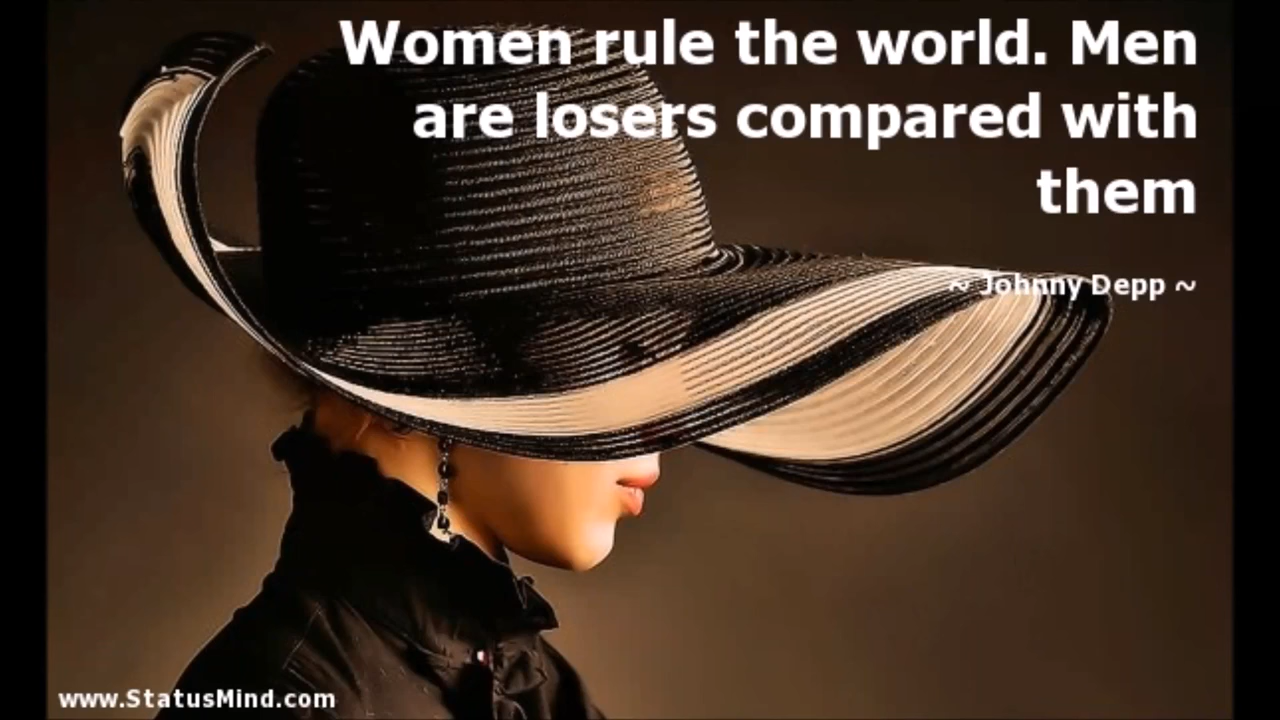 Women rule the world. Men
are losers compared with
them
~ Johnny Depp ~
www.StatusMind.com